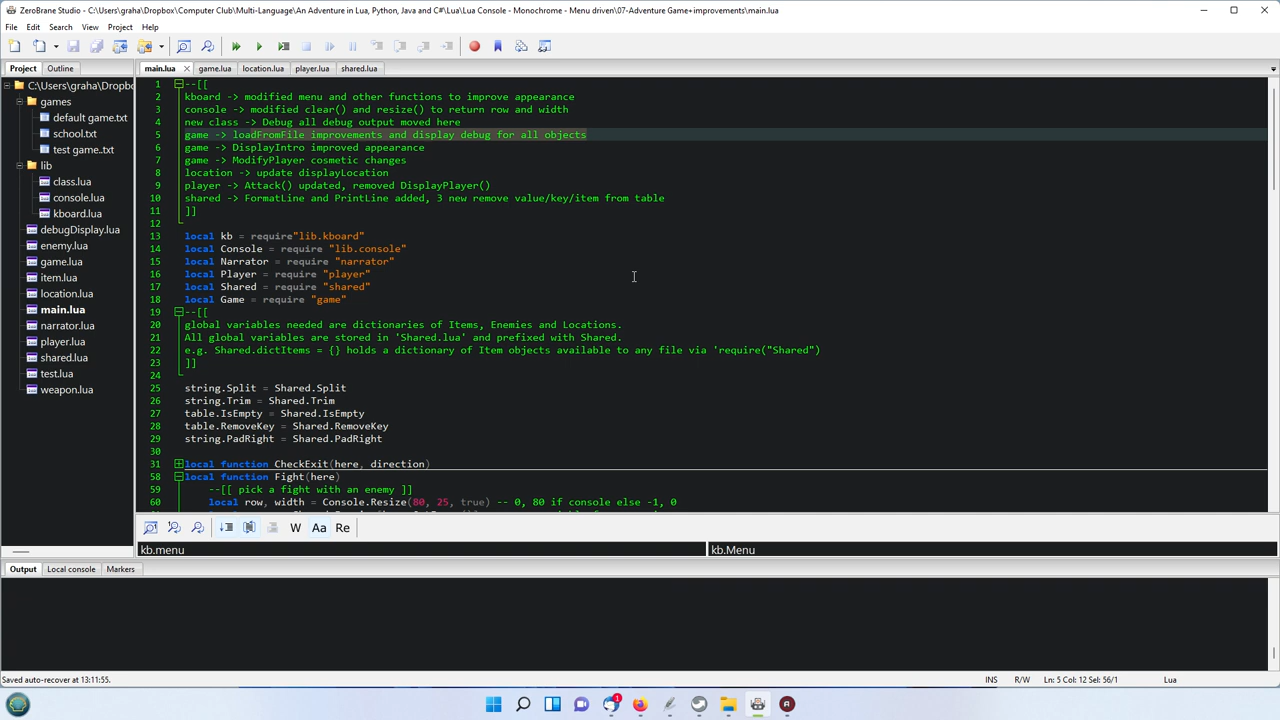 ZeroBrane Studio - C:\Users\graha\Dropbox\Computer Club\Multi-Language\An Adventure in Lua, Python, Java and C#\Lua\Lua Console - Monochrome - Menu driven\07-Adventure Game+improvements\main.lua
File Edit Search View Project Help
Project Outline
main.lua game.lua location.lua player.lua shared.lua
C:\Users\graha\Dropb
games
default game.txt
school.txt
test game..txt
lib
class.lua
console.lua
kboard.lua
debugDisplay.lua
enemy.lua
game.lua
item.lua
location.lua
main.lua
narrator.lua
player.lua
shared.lua
test.lua
weapon.lua
1 --[[
2 kboard -> modified menu and other functions to improve appearance
3 console -> modified clear() and resize() to return row and width
4 new class -> Debug all debug output moved here
5 game -> loadFromFile improvements and display debug for all objects
6 game -> DisplayIntro improved appearance
7 game -> ModifyPlayer cosmetic changes
8 location -> update displayLocation
9 player -> Attack() updated, removed DisplayPlayer()
10 shared -> FormatLine and PrintLine added, 3 new remove value/key/item from table
11 ]]
12
13 local kb = require"lib.kboard"
14 local Console = require "lib.console"
15 local Narrator = require "narrator"
16 local Player = require "player"
17 local Shared = require "shared"
18 local Game = require "game"
19 --[[
20 global variables needed are dictionaries of Items, Enemies and Locations.
21 All global variables are stored in 'Shared.lua' and prefixed with Shared.
22 e.g. Shared.dictItems = {} holds a dictionary of Item objects available to any file via 'require("Shared")
23 ]]
24
25 string.Split = Shared.Split
26 string.Trim = Shared.Trim
27 table.IsEmpty = Shared.IsEmpty
28 table.RemoveKey = Shared.RemoveKey
29 string.PadRight = Shared.PadRight
30
31 local function CheckExit(here, direction)
58 local function Fight(here)
59 --[[ pick a fight with an enemy ]]
60 local row, width = Console.Resize(80, 25, true) -- 0, 80 if console else -1, 0
W Aa Re
kb.menu kb.Menu
Output Local console Markers
Saved auto-recover at 13:11:55. INS R/W Ln: 5 Col: 12 Sel: 56/1 Lua
1